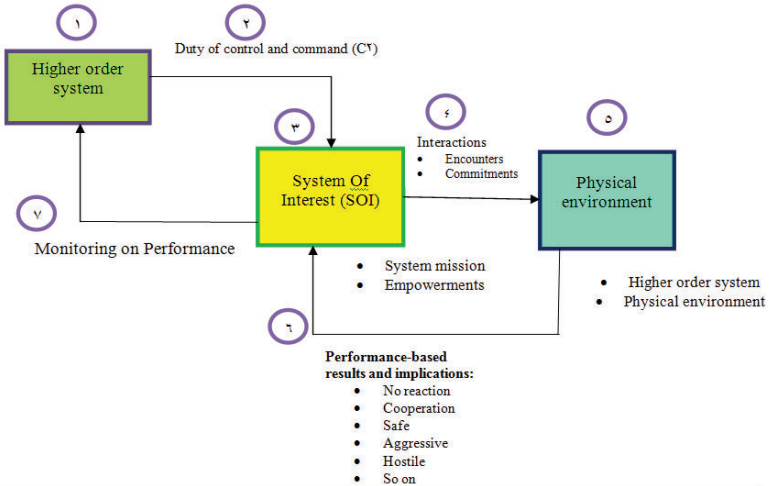 ١
٢
Duty of control and command (C٢)
Higher order
system
٣
۴
Interactions
• Encounters
• Commitments
٥
System Of
Interest (SOI)
Physical
environment
٧
Monitoring on Performance
• System mission
• Empowerments
• Higher order system
• Physical environment
٦
Performance-based
results and implications:
• No reaction
• Cooperation
• Safe
• Aggressive
• Hostile
• So on